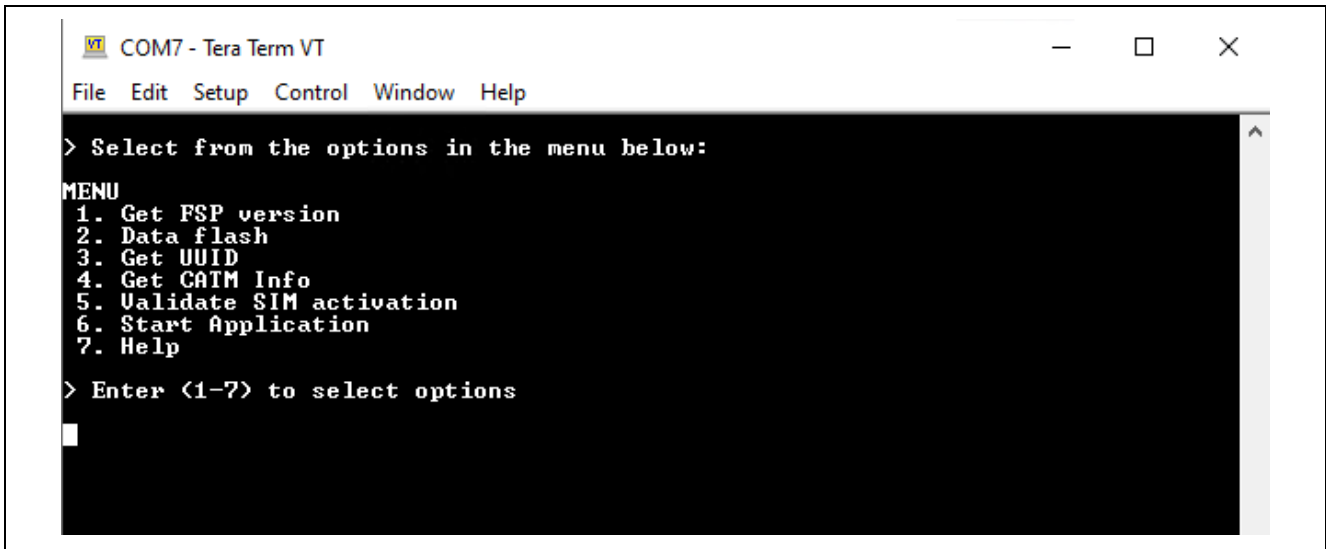 COM7 - Tera Term VT
File Edit Setup Control Window Help
> Select from the options in the menu below:
MENU
1. Get FSP version
2. Data flash
3. Get UUID
4. Get CATM Info
5. Validate SIM activation
6. Start Application
7. Help
> Enter (1-7) to select options